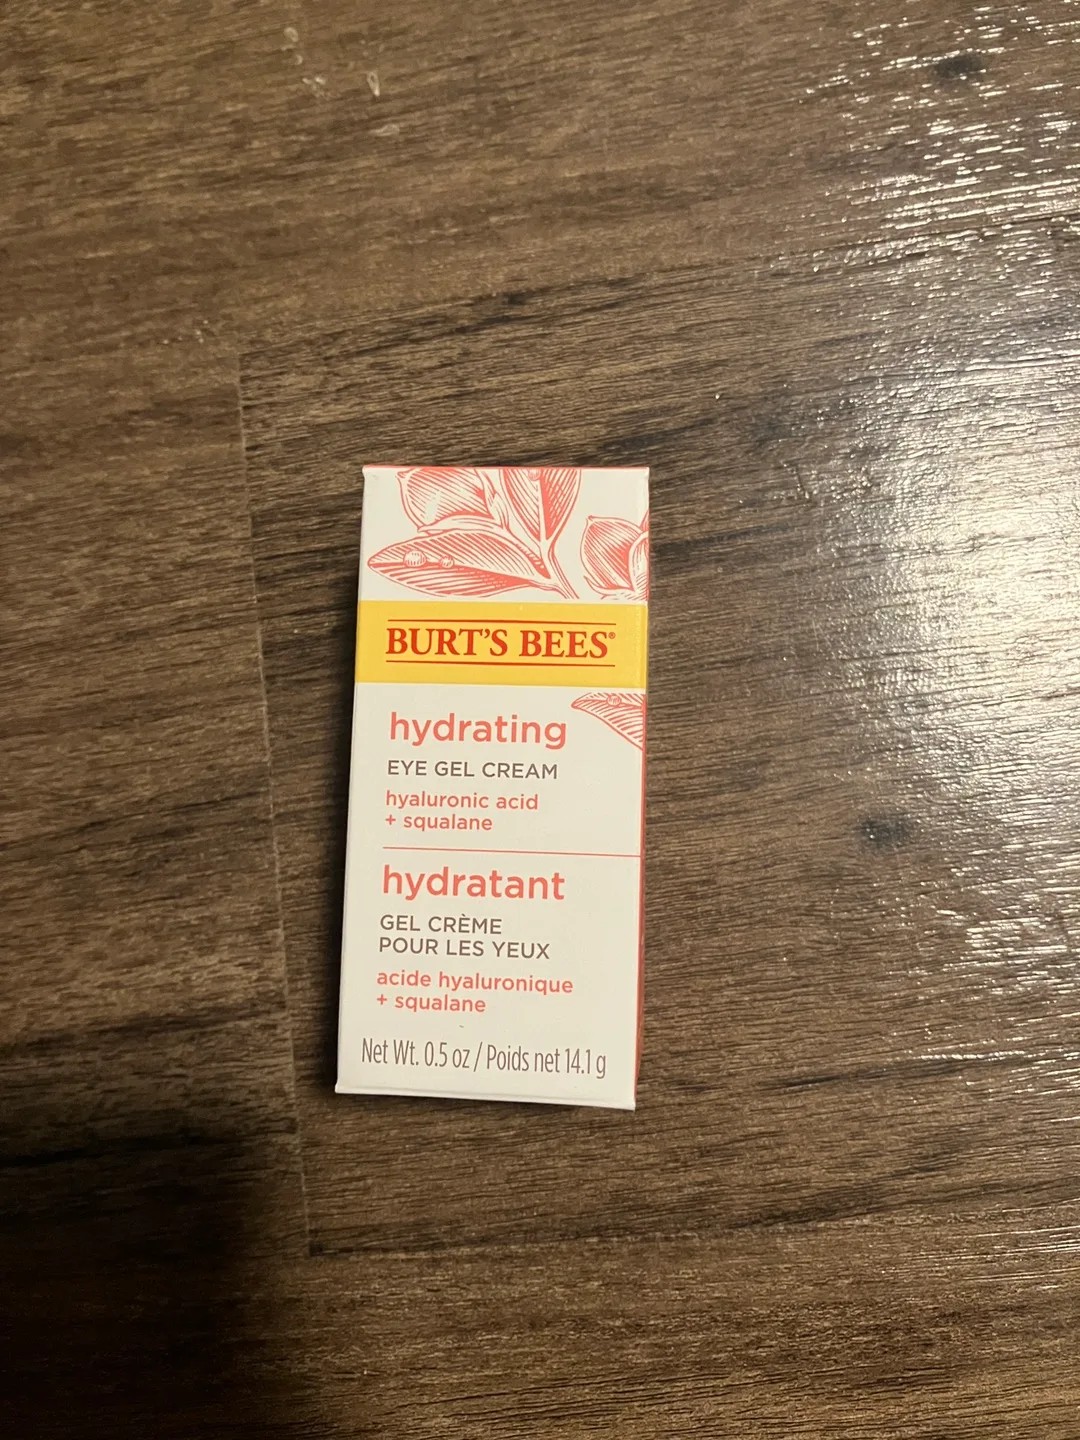 BURT'S BEES®
hydrating
EYE GEL CREAM
hyaluronic acid
+ squalane
hydratant
GEL CRÈME
POUR LES YEUX
acide hyaluronique
+ squalane
Net Wt. 0.5 oz / Poids net 14.1 g